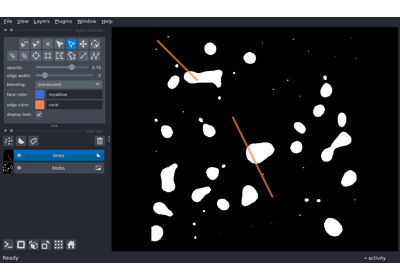 File View Plugins Window Help
opacity: 0.70
edge width: 5
blending: translucent
face color: royalblue
edge color: coral
display text:
lines
blobs
Ready
activity